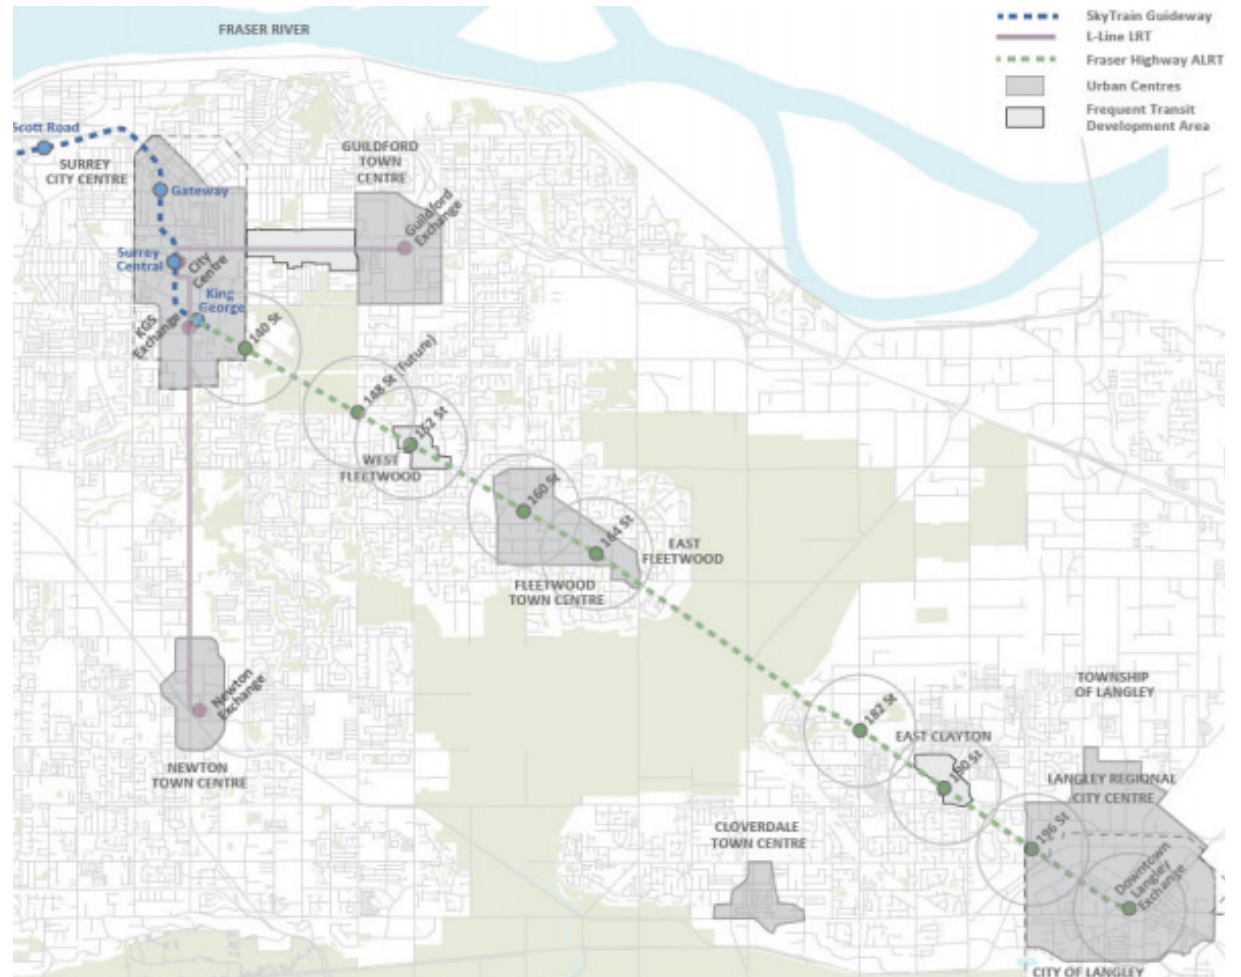 FRASER RIVER
SkyTrain Guideway
L-Line LRT
Fraser Highway ALRT
Urban Centres
Frequent Transit
Development Area
Scott Road
SURREY
CITY CENTRE
GUILDFORD
TOWN
CENTRE
Gateway
Guildford
Exchange
Surrey
Central
City
Centre
King
George
KGS
Exchange
140 St
148 St (Future)
152 St
WEST
FLEETWOOD
160 St
164 St
EAST
FLEETWOOD
FLEETWOOD
TOWN CENTRE
Newton
Exchange
NEWTON
TOWN CENTRE
TOWNSHIP
OF LANGLEY
182 St
EAST CLAYTON
190 St
LANGLEY REGIONAL
CITY CENTRE
CLOVERDALE
TOWN CENTRE
196 St
Downtown
Langley
Exchange
CITY OF LANGLEY